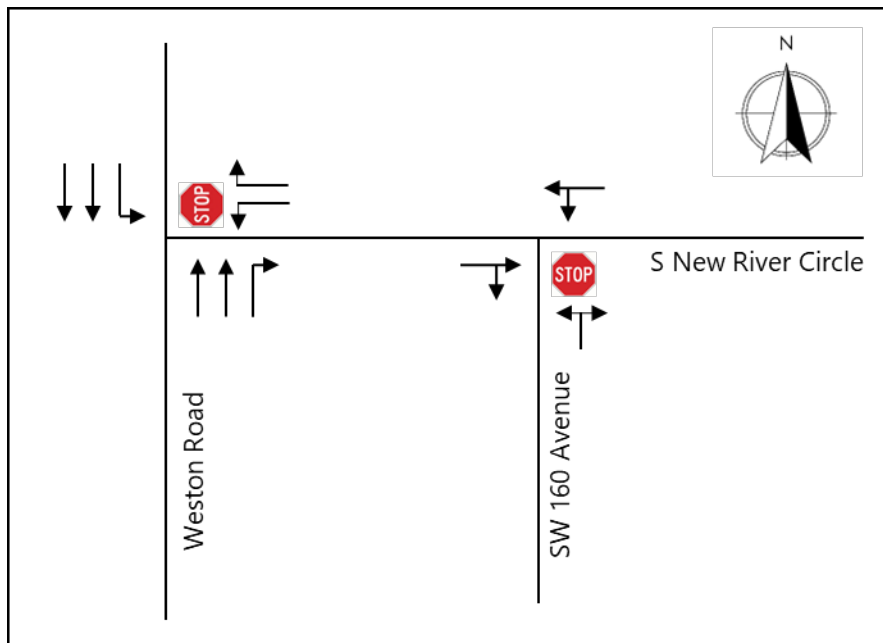 N
STOP
S New River Circle
STOP
Weston Road
SW 160 Avenue